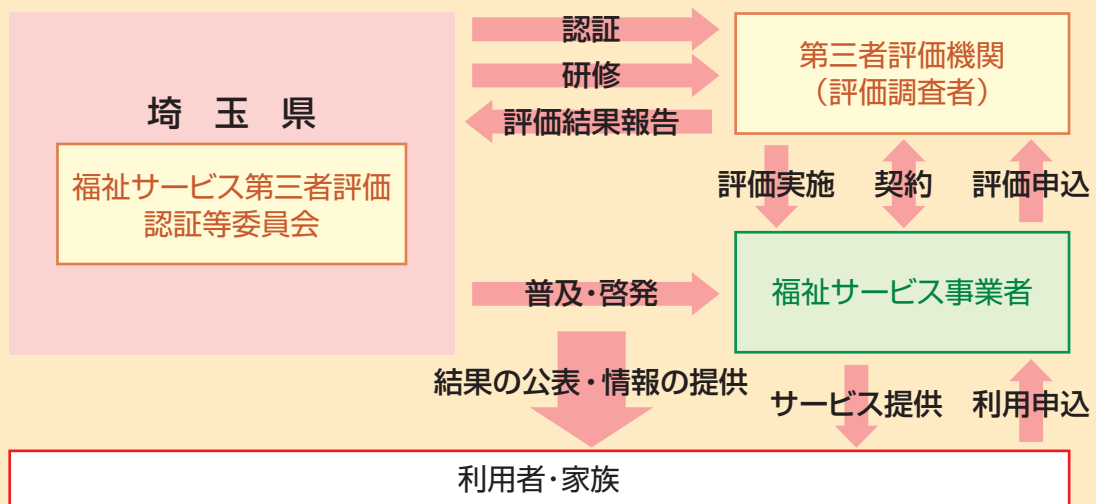 認証
研修
評価結果報告
第三者評価機関
（評価調査者）
埼 玉 県
福祉サービス第三者評価
認証等委員会
評価実施
契約
評価申込
普及・啓発
福祉サービス事業者
結果の公表・情報の提供
サービス提供
利用申込
利用者・家族